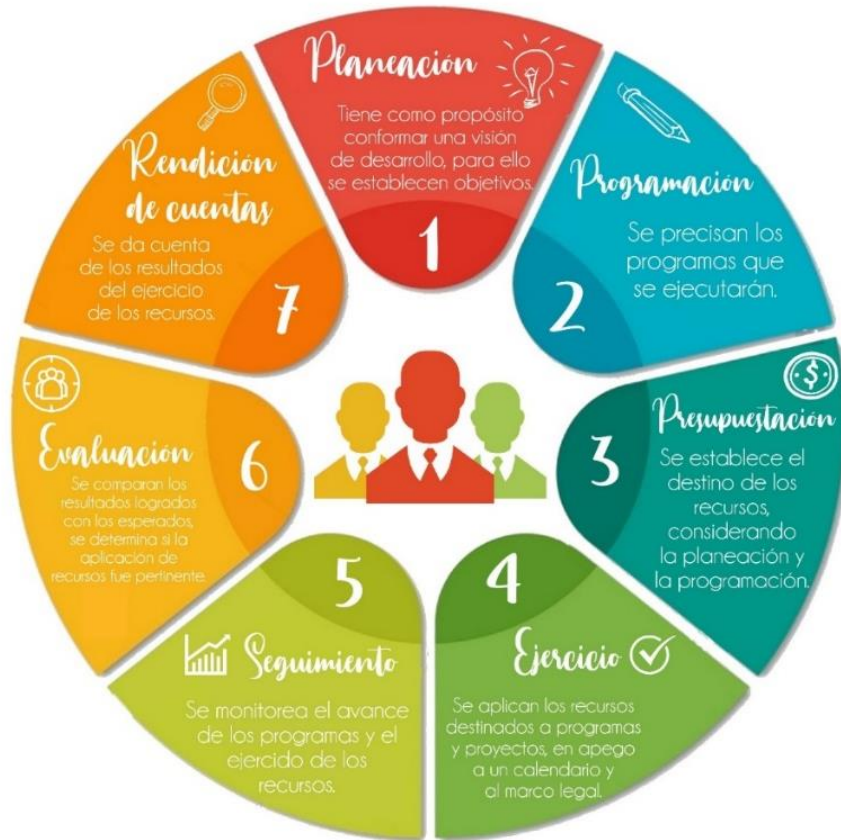 Planeación
Tiene como propósito
conformar una visión
de desarrollo, para ello
se establecen objetivos.
1
Programación
Se precisan los
programas que
se ejecutarán.
2
Presupuestación
Se establece el
destino de los
recursos,
considerando
la planeación y
la programación.
3
4
Ejercicio
Se aplican los recursos
destinados a programas
y proyectos, en apego
a un calendario y
al marco legal.
5
Seguimiento
Se monitorea el avance
de los programas y el
ejercido de los
recursos.
6
Evaluación
Se comparan los
resultados logrados
con los esperados,
se determina si la
aplicación de
recursos fue pertinente.
Rendición
de cuentas
Se da cuenta
de los resultados
del ejercicio
de los recursos.
7